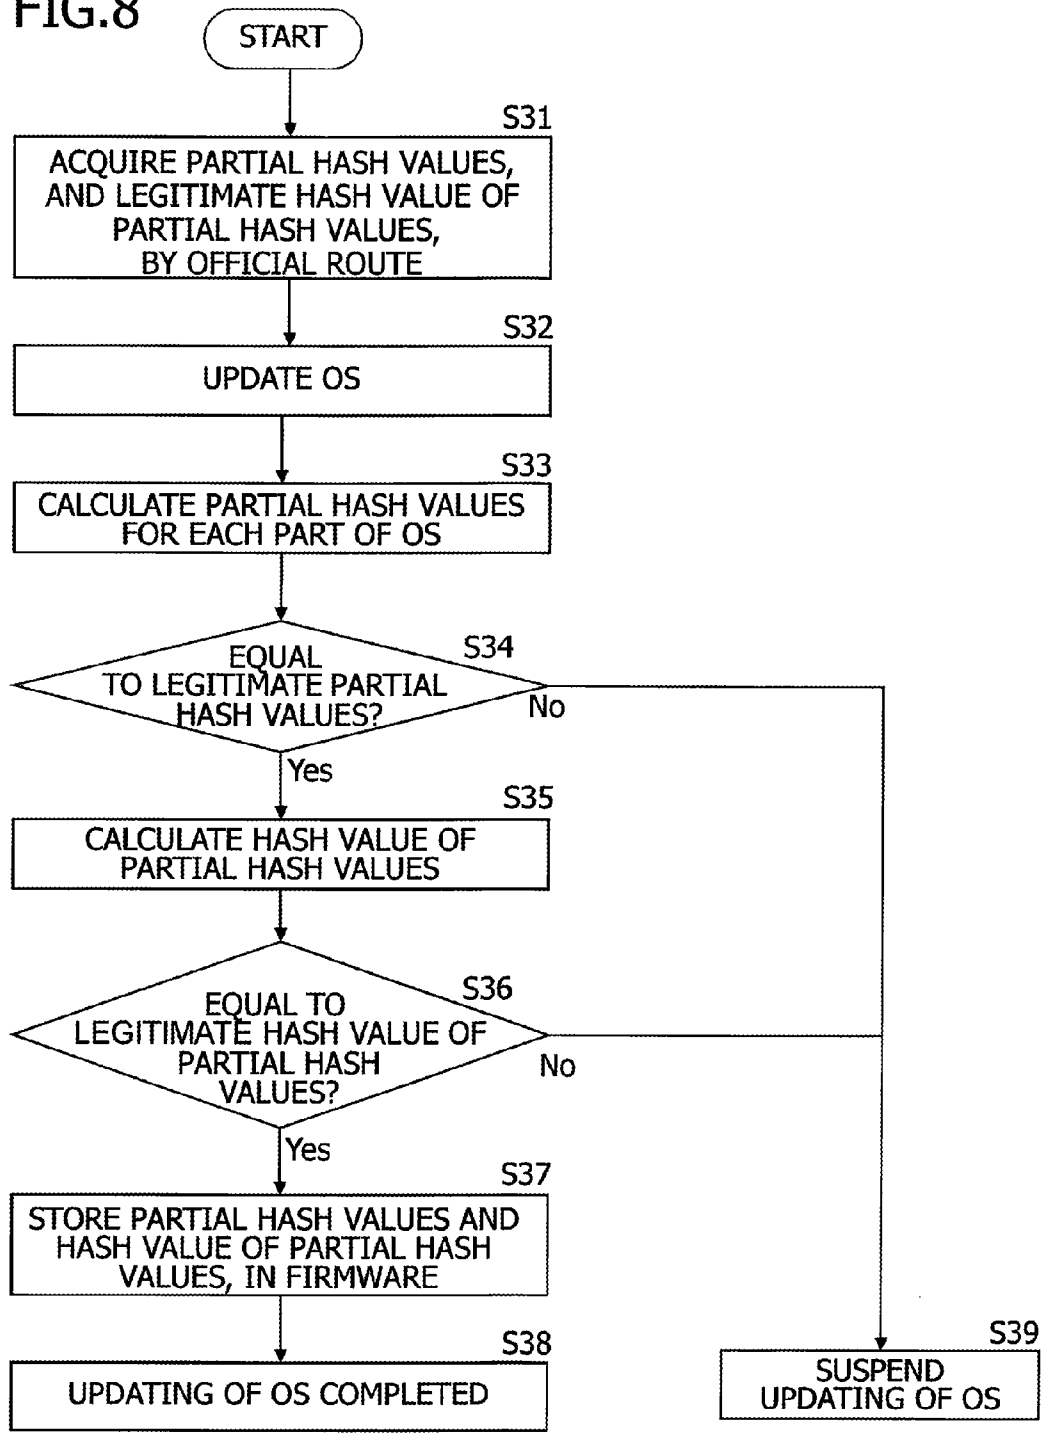 FIG.8
START
S31
ACQUIRE PARTIAL HASH VALUES,
AND LEGITIMATE HASH VALUE OF
PARTIAL HASH VALUES,
BY OFFICIAL ROUTE
S32
UPDATE OS
S33
CALCULATE PARTIAL HASH VALUES
FOR EACH PART OF OS
S34
EQUAL
TO LEGITIMATE PARTIAL
HASH VALUES?
No
Yes
S35
CALCULATE HASH VALUE OF
PARTIAL HASH VALUES
S36
EQUAL TO
LEGITIMATE HASH VALUE OF
PARTIAL HASH
VALUES?
No
Yes
S37
STORE PARTIAL HASH VALUES AND
HASH VALUE OF PARTIAL HASH
VALUES, IN FIRMWARE
S38
UPDATING OF OS COMPLETED
S39
SUSPEND
UPDATING OF OS